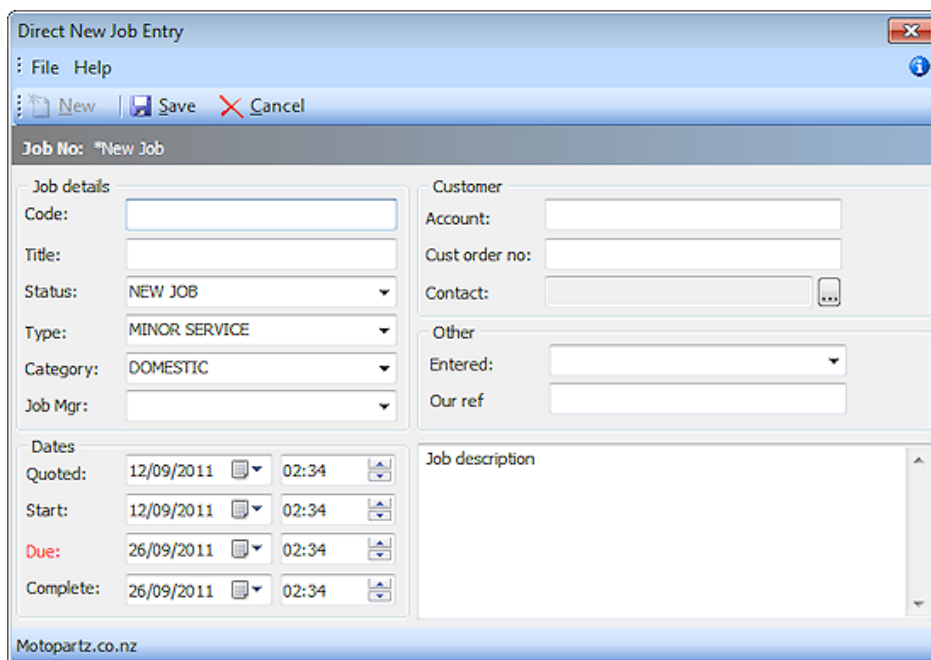 Direct New Job Entry
File Help
New Save Cancel
Job No: *New Job
Job details
Code:
Title:
Status: NEW JOB
Type: MINOR SERVICE
Category: DOMESTIC
Job Mgr:
Customer
Account:
Cust order no:
Contact: ...
Other
Entered:
Our ref
Dates
Quoted: 12/09/2011 02:34
Start: 12/09/2011 02:34
Due: 26/09/2011 02:34
Complete: 26/09/2011 02:34
Job description
Motopartz.co.nz